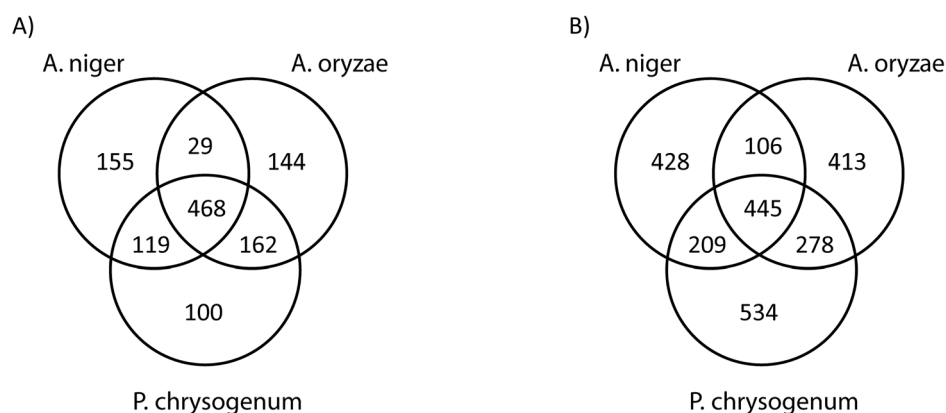 A)
A. niger
A. oryzae
155
29
144
468
119
162
100
P. chrysogenum
B)
A. niger
A. oryzae
428
106
413
445
209
278
534
P. chrysogenum